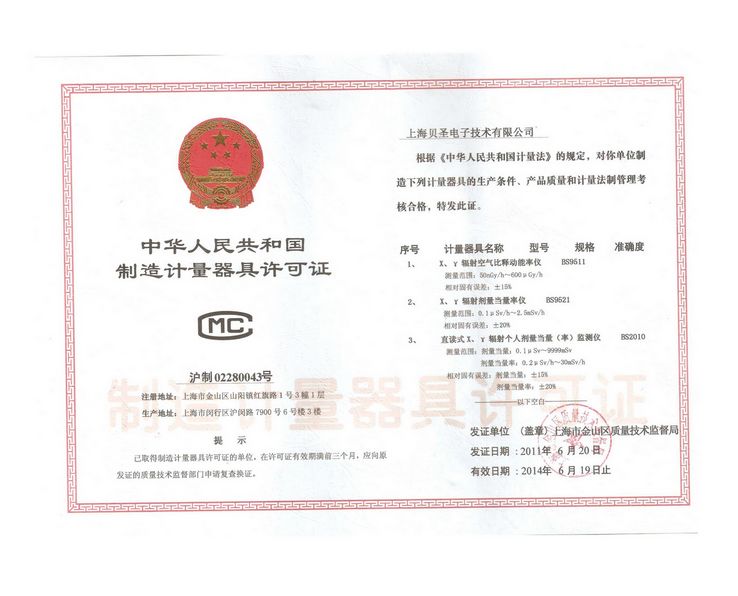 中华人民共和国
制造计量器具许可证
CMC
沪制 02280043号
注册地址：上海市金山区山阳镇红旗路1号3幢1层
生产地址：上海市闵行区沪闵路7900号6号楼3楼
提 示
已取得制造计量器具许可证的单位，在许可证有效期满前三个月，应向原
发证的质量技术监督部门申请复查换证。
上海贝圣电子技术有限公司
根据《中华人民共和国计量法》的规定，对你单位制
造下列计量器具的生产条件、产品质量和计量法制管理考
核合格，特发此证。
序号 计量器具名称 型号 规格 准确度
1、 X、γ 辐射空气比释动能率仪 BS9511
测量范围：50nGy/h～600μGy/h
相对固有误差：±15%
2、 X、γ 辐射剂量当量率仪 BS9521
测量范围：0.1μSv/h～2.5mSv/h
相对固有误差：±20%
3、 直读式X、γ 辐射个人剂量当量（率）监测仪 BS2010
测量范围：剂量当量：0.1μSv～9999mSv
剂量当量率：0.2μSv/h～30mSv/h
相对固有误差：剂量当量：±15%
剂量当量率：±20%
以下空白
发证单位 （盖章）上海市金山区质量技术监督局
发证日期：2011年 6月 20日
有效日期：2014年 6月 19日止
制造计量器具许可证